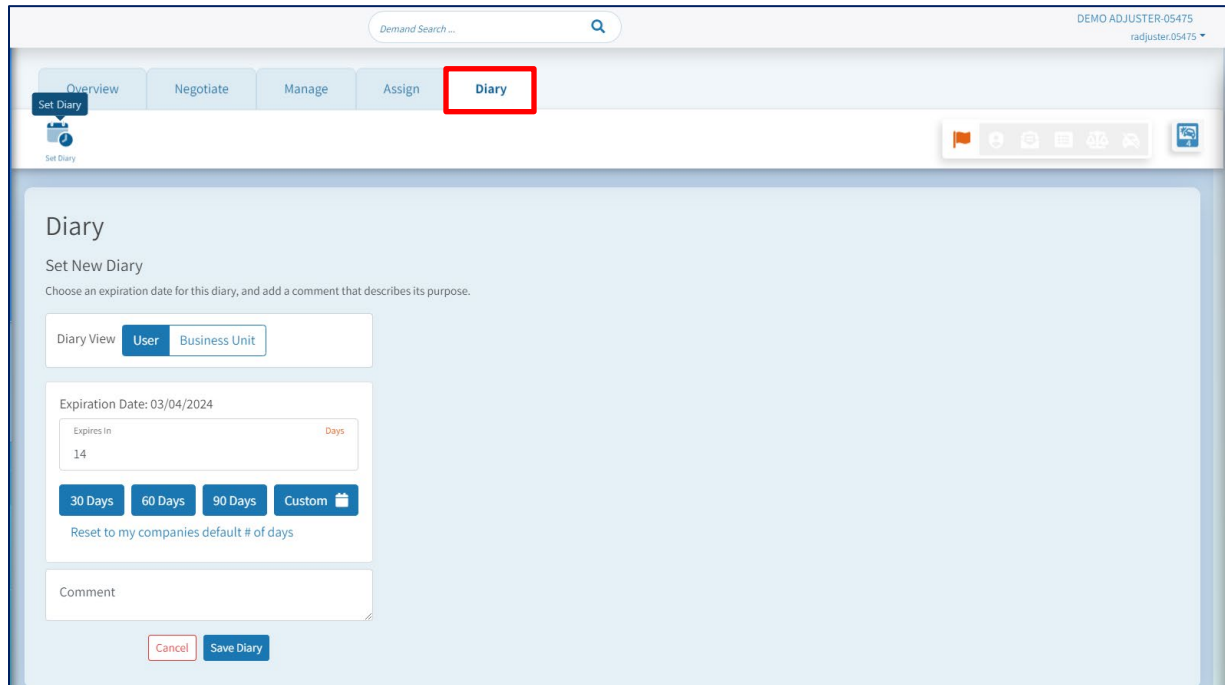 Demand Search ...
DEMO ADJUSTER-05475
radjuster.05475
Overview Negotiate Manage Assign Diary
Set Diary
Set Diary
4
Diary
Set New Diary
Choose an expiration date for this diary, and add a comment that describes its purpose.
Diary View User Business Unit
Expiration Date: 03/04/2024
Expires In Days
14
30 Days 60 Days 90 Days Custom
Reset to my companies default # of days
Comment
Cancel Save Diary